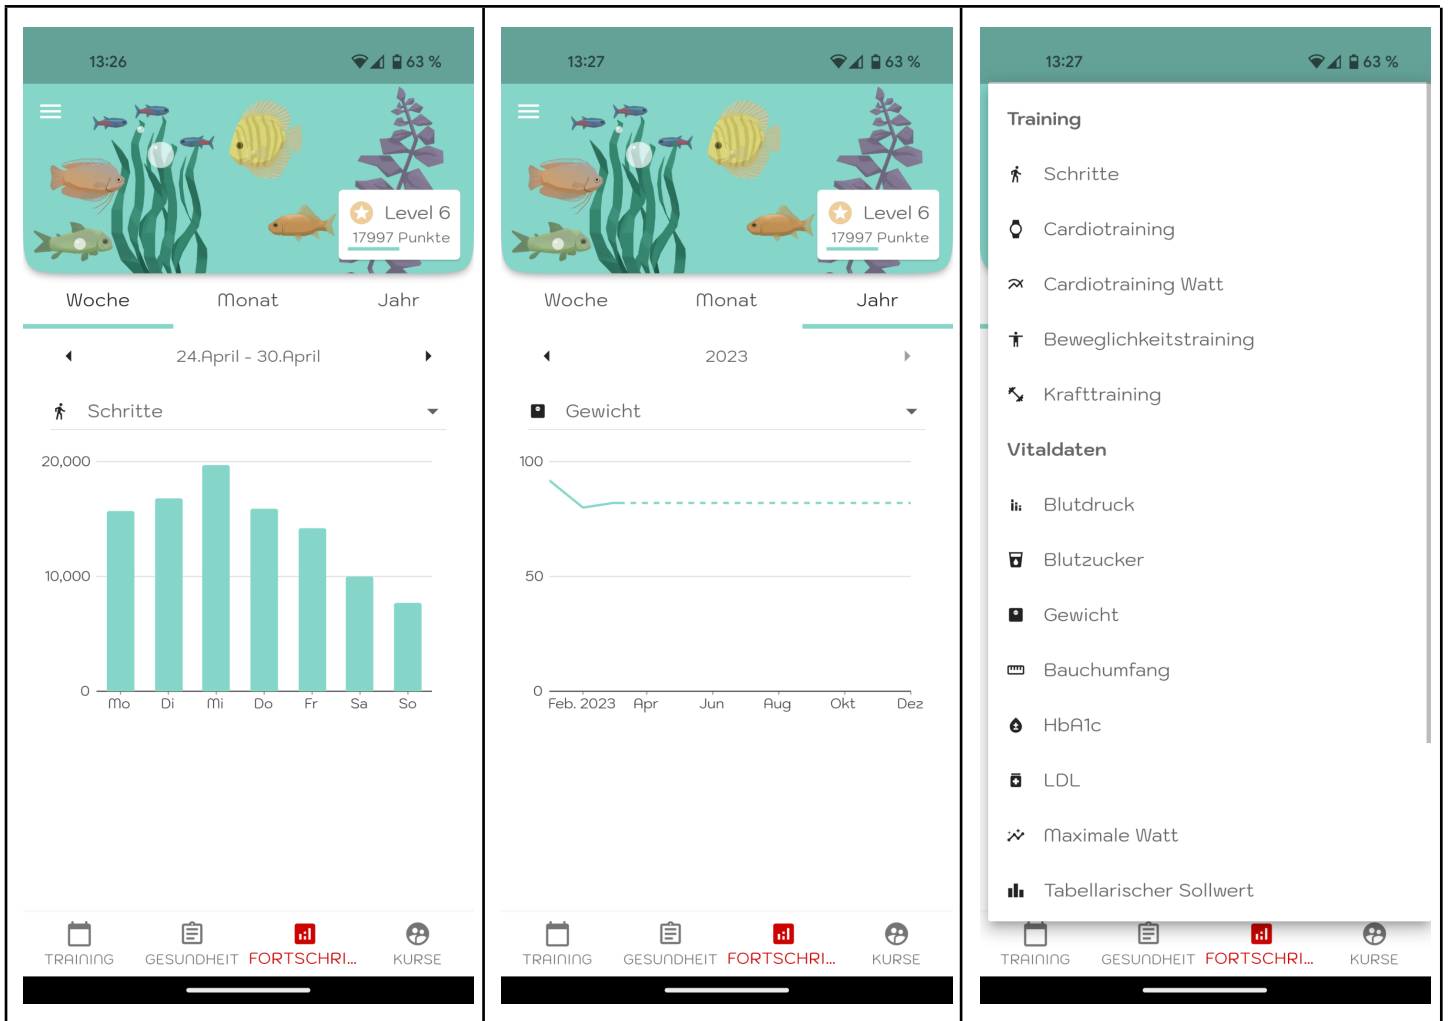 13:26
63 %
Level 6
17997 Punkte
Woche Monat Jahr
24.April - 30.April
Schritte
20,000
10,000
0
Mo Di Mi Do Fr Sa So
TRAINING GESUNDHEIT FORTSCHRI... KURSE
13:27
63 %
Level 6
17997 Punkte
Woche Monat Jahr
2023
Gewicht
100
50
0
Feb. 2023 Apr Jun Aug Okt Dez
TRAINING GESUNDHEIT FORTSCHRI... KURSE
13:27
63 %
Training
Schritte
Cardiotraining
Cardiotraining Watt
Beweglichkeitstraining
Krafttraining
Vitaldaten
Blutdruck
Blutzucker
Gewicht
Bauchumfang
HbA1c
LDL
Maximale Watt
Tabellarischer Sollwert
TRAINING GESUNDHEIT FORTSCHRI... KURSE